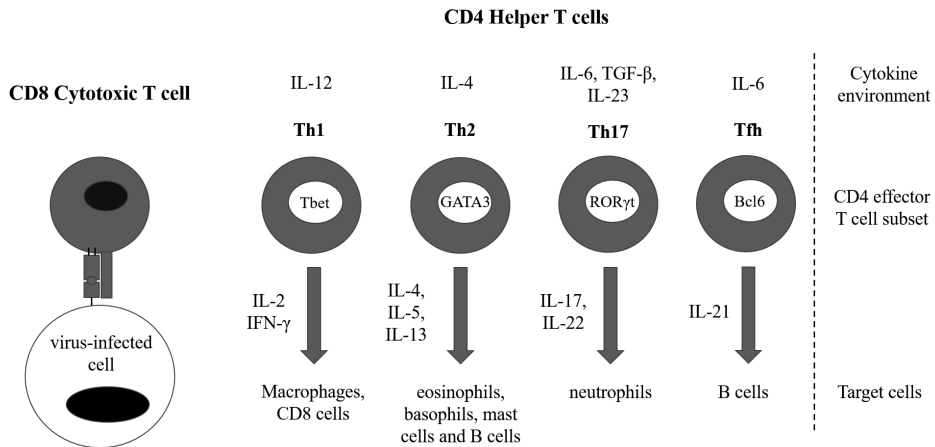 CD4 Helper T cells
CD8 Cytotoxic T cell
IL-12
IL-4
IL-6, TGF-β,
IL-23
IL-6
Cytokine
environment
Th1
Th2
Th17
Tfh
Tbet
GATA3
RORγt
Bcl6
CD4 effector
T cell subset
IL-2
IFN-γ
IL-4,
IL-5,
IL-13
IL-17,
IL-22
IL-21
virus-infected
cell
Macrophages,
CD8 cells
eosinophils,
basophils, mast
cells and B cells
neutrophils
B cells
Target cells